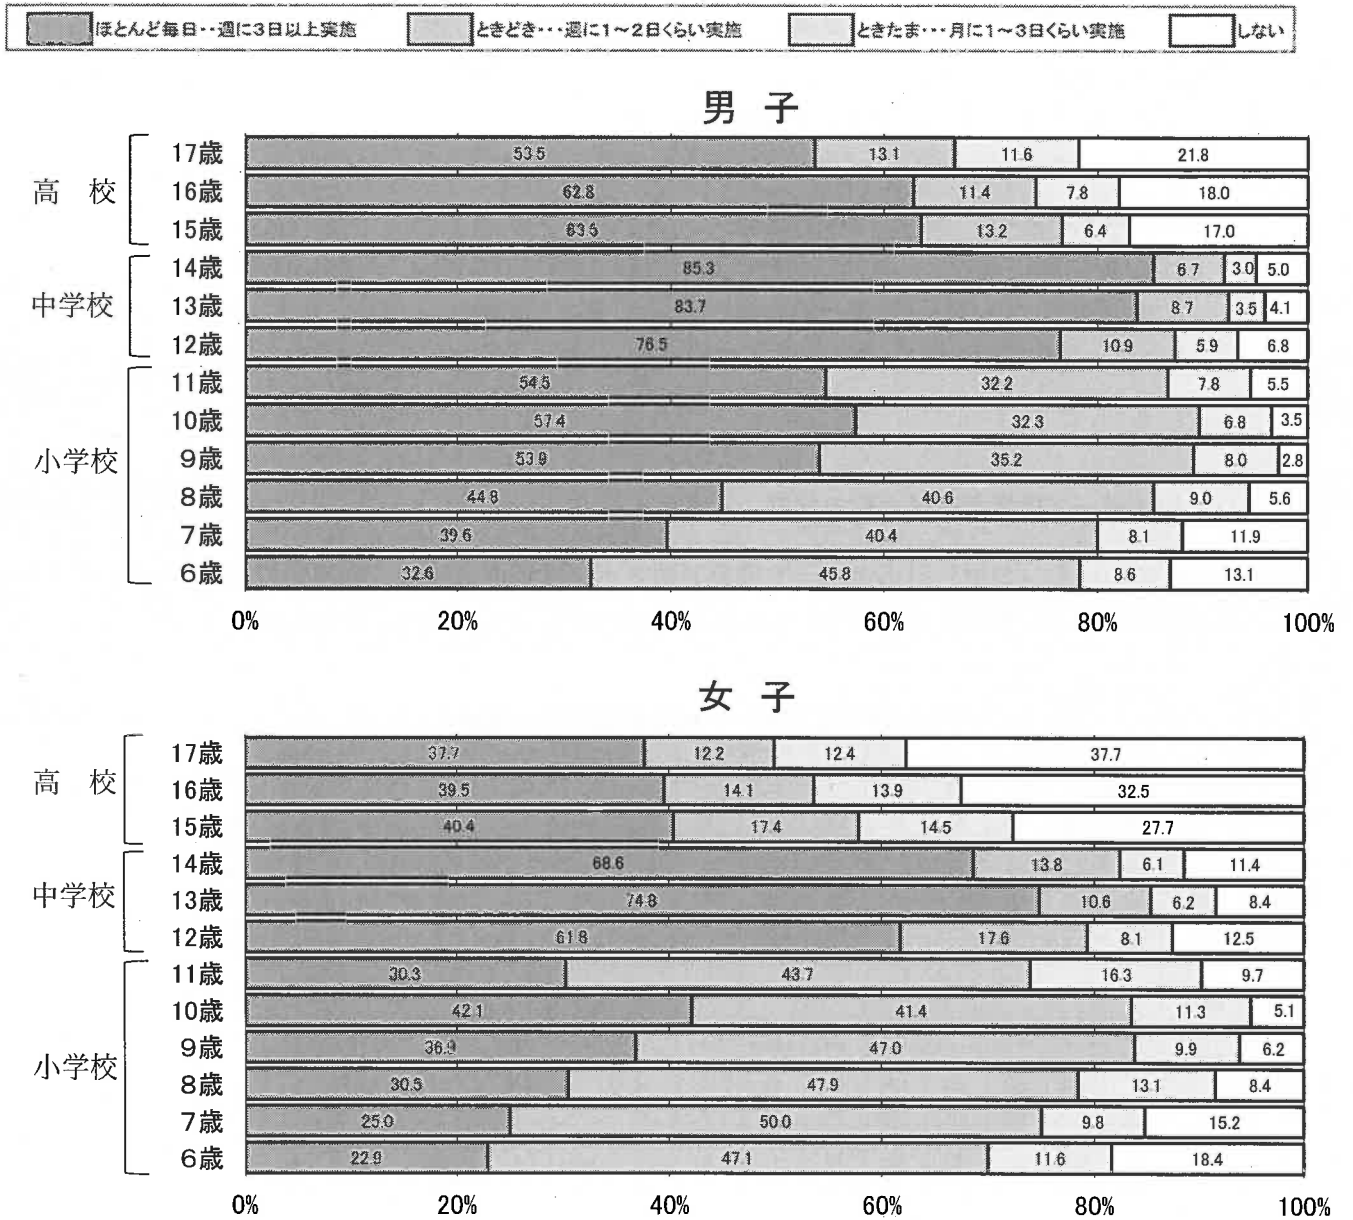 ほとんど毎日‥週に3日以上実施 ときどき…週に1～2日くらい実施 ときたま…月に1～3日くらい実施 しない
男 子
高 校
17歳 53.5 13.1 11.6 21.8
16歳 62.8 11.4 7.8 18.0
15歳 63.5 13.2 6.4 17.0
中学校
14歳 85.3 6.7 3.0 5.0
13歳 83.7 8.7 3.5 4.1
12歳 76.5 10.9 5.9 6.8
小学校
11歳 54.5 32.2 7.8 5.5
10歳 57.4 32.3 6.8 3.5
9歳 53.9 35.2 8.0 2.8
8歳 44.8 40.6 9.0 5.6
7歳 39.6 40.4 8.1 11.9
6歳 32.6 45.8 8.6 13.1
0% 20% 40% 60% 80% 100%
女 子
高 校
17歳 37.7 12.2 12.4 37.7
16歳 39.5 14.1 13.9 32.5
15歳 40.4 17.4 14.5 27.7
中学校
14歳 68.6 13.8 6.1 11.4
13歳 74.8 10.6 6.2 8.4
12歳 61.8 17.6 8.1 12.5
小学校
11歳 30.3 43.7 16.3 9.7
10歳 42.1 41.4 11.3 5.1
9歳 36.9 47.0 9.9 6.2
8歳 30.5 47.9 13.1 8.4
7歳 25.0 50.0 9.8 15.2
6歳 22.9 47.1 11.6 18.4
0% 20% 40% 60% 80% 100%